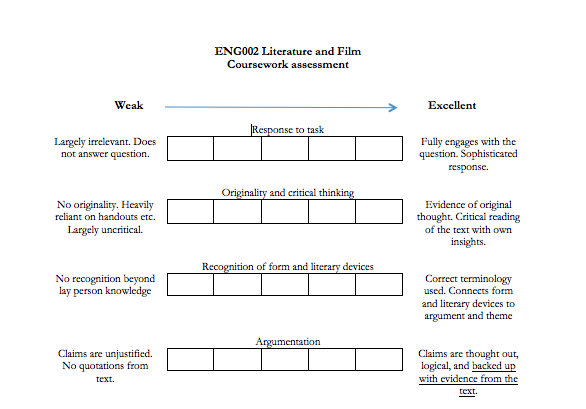 ENG002 Literature and Film
Coursework assessment
Weak
Excellent
Response to task
Largely irrelevant. Does
not answer question.
Fully engages with the
question. Sophisticated
response.
Originality and critical thinking
No originality. Heavily
reliant on handouts etc.
Largely uncritical.
Evidence of original
thought. Critical reading
of the text with own
insights.
Recognition of form and literary devices
No recognition beyond
lay person knowledge
Correct terminology
used. Connects form
and literary devices to
argument and theme
Argumentation
Claims are unjustified.
No quotations from
text.
Claims are thought out,
logical, and backed up
with evidence from the
text.